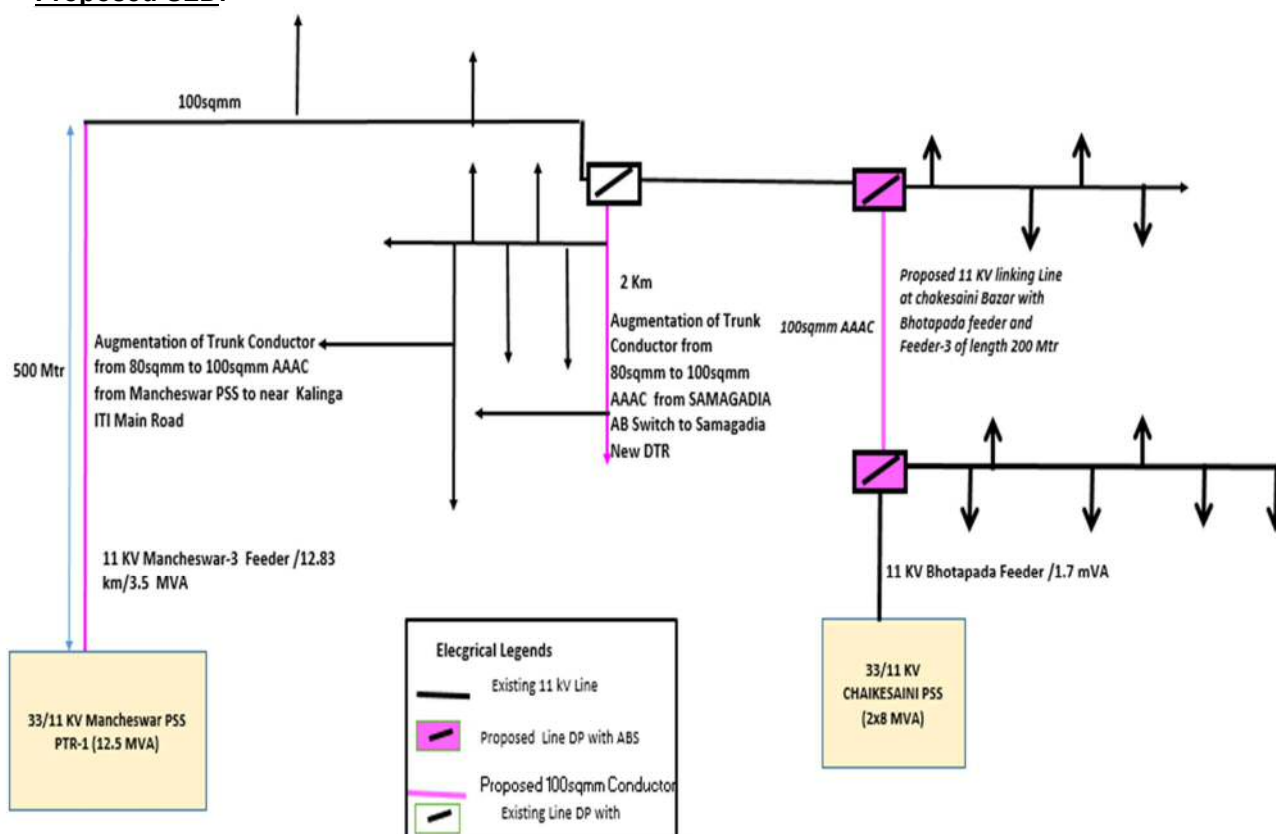 Proposed SLD:
100sqmm
500 Mtr
Augmentation of Trunk Conductor
from 80sqmm to 100sqmm AAAC
from Mancheswar PSS to near Kalinga
ITI Main Road
2 Km
Augmentation of Trunk
Conductor from
80sqmm to 100sqmm
AAAC from SAMAGADIA
AB Switch to Samagadia
New DTR
100sqmm AAAC
Proposed 11 KV linking Line
at chakesaini Bazar with
Bhotapada feeder and
Feeder-3 of length 200 Mtr
11 KV Mancheswar-3 Feeder /12.83
km/3.5 MVA
11 KV Bhotapada Feeder /1.7 mVA
33/11 KV Mancheswar PSS
PTR-1 (12.5 MVA)
Elecgrical Legends
Existing 11 kV Line
Proposed Line DP with ABS
Proposed 100sqmm Conductor
Existing Line DP with
33/11 KV
CHAIKESAINI PSS
(2x8 MVA)